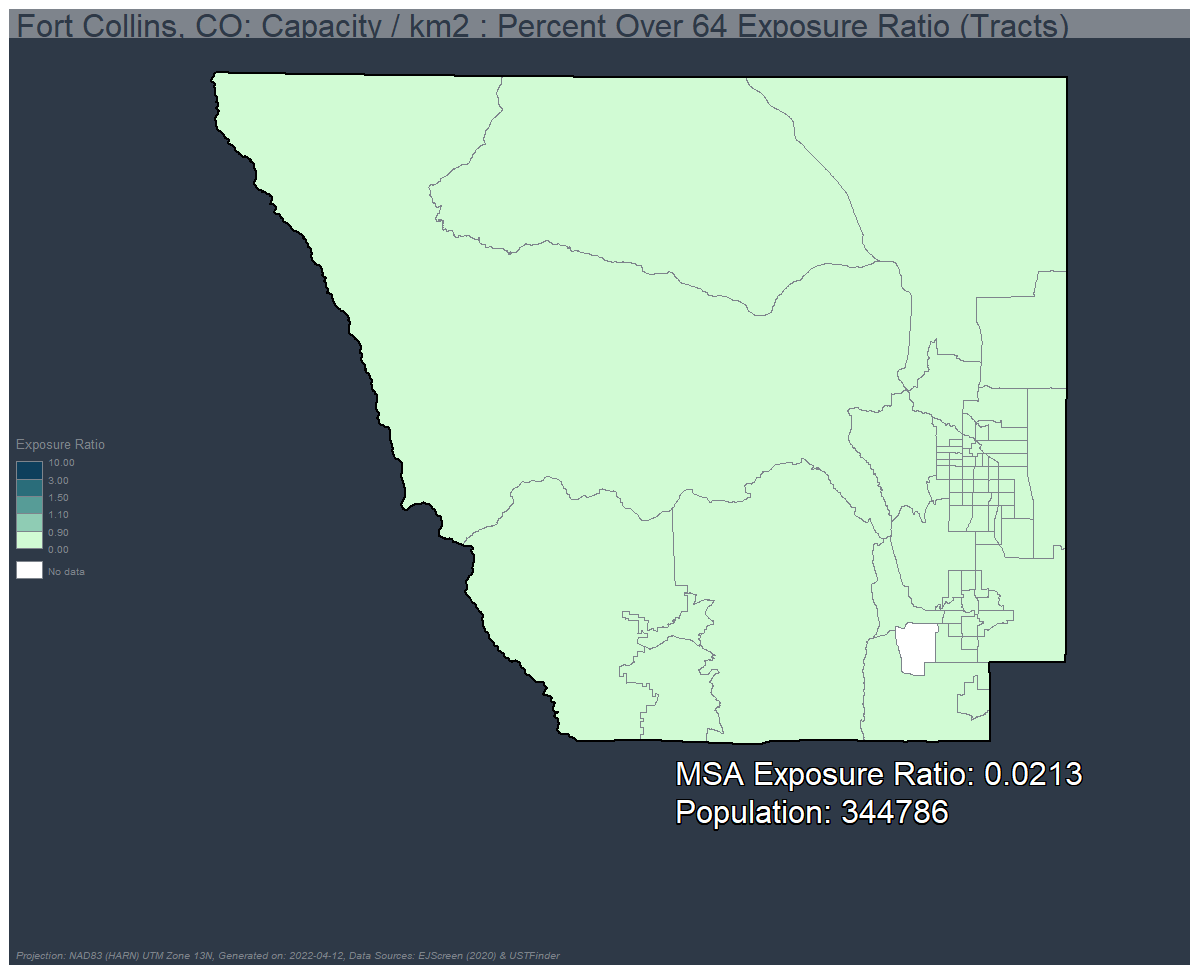 Fort Collins, CO: Capacity / km2 : Percent Over 64 Exposure Ratio (Tracts)
Exposure Ratio
10.00
3.00
1.50
1.10
0.90
0.00
No data
MSA Exposure Ratio: 0.0213
Population: 344786
Projection: NAD83 (HARN) UTM Zone 13N, Generated on: 2022-04-12, Data Sources: EJScreen (2020) & USTFinder